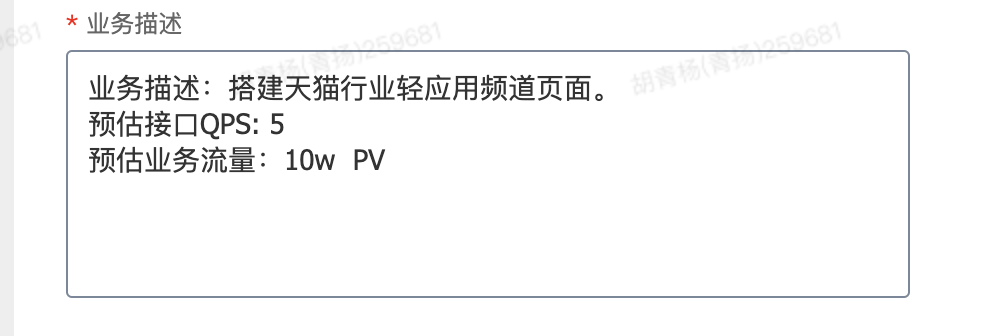 * 业务描述
业务描述：搭建天猫行业轻应用频道页面。
预估接口QPS: 5
预估业务流量：10w  PV
259681
胡青杨(青扬)259681
胡青杨(青扬)259681